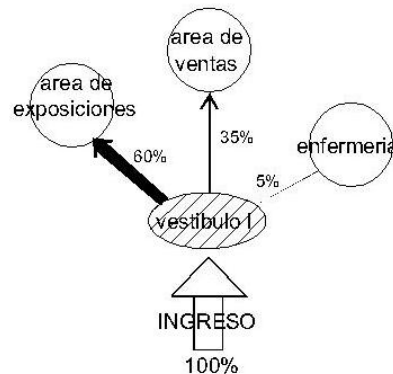 area de
ventas
area de
exposiciones
60%
35%
enfermeria
5%
vestibulo I
INGRESO
100%